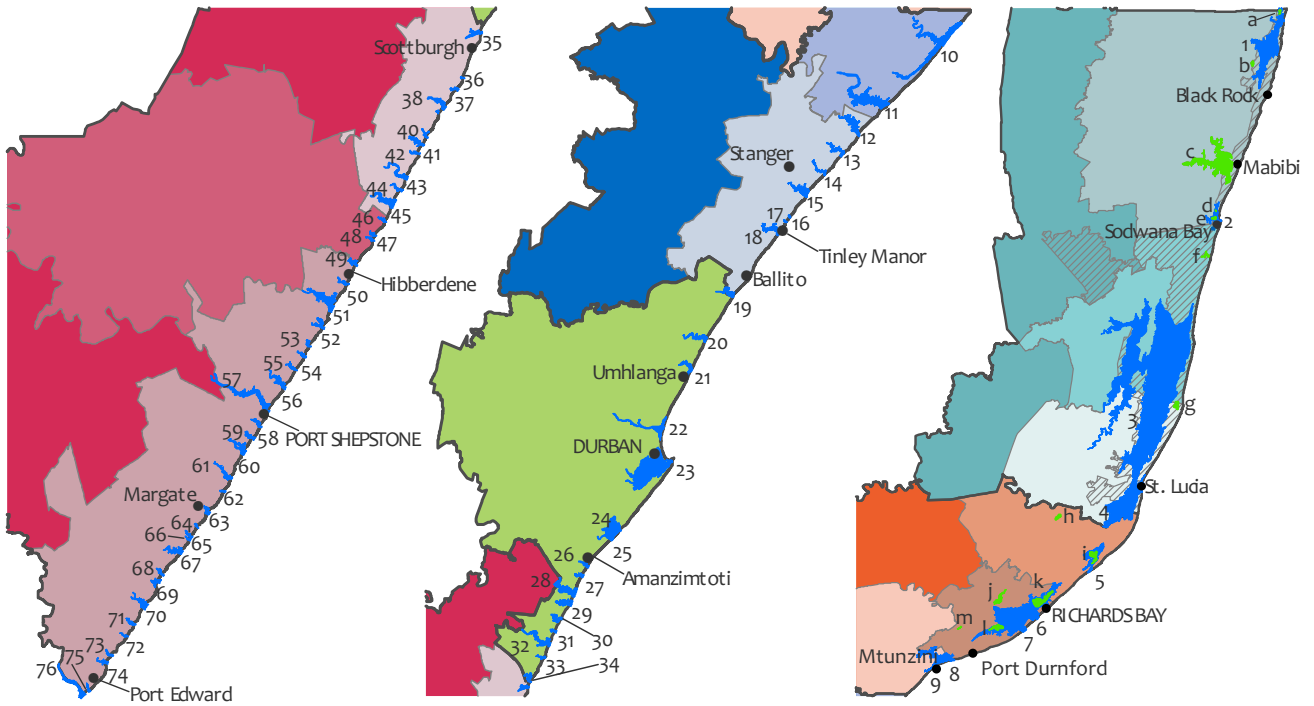 Scottburgh
35
36
38
37
40
42
41
44
43
46
45
48
47
49
Hibberdene
50
51
53
52
55
54
57
56
PORT SHEPSTONE
59
58
61
60
Margate
62
64
63
66
65
67
68
69
71
70
73
72
75
76
74
Port Edward
10
11
12
Stanger
13
14
15
17
16
18
Tinley Manor
Ballito
19
20
Umhlanga
21
22
DURBAN
23
24
25
26
Amanzimtoti
28
27
29
30
32
31
33
34
a
1
b
Black Rock
c
Mabibi
d
e
2
Sodwana Bay
f
g
3
St. Lucia
4
h
i
5
k
j
RICHARDS BAY
m
l
6
7
Mtunzini
8
Port Durnford
9